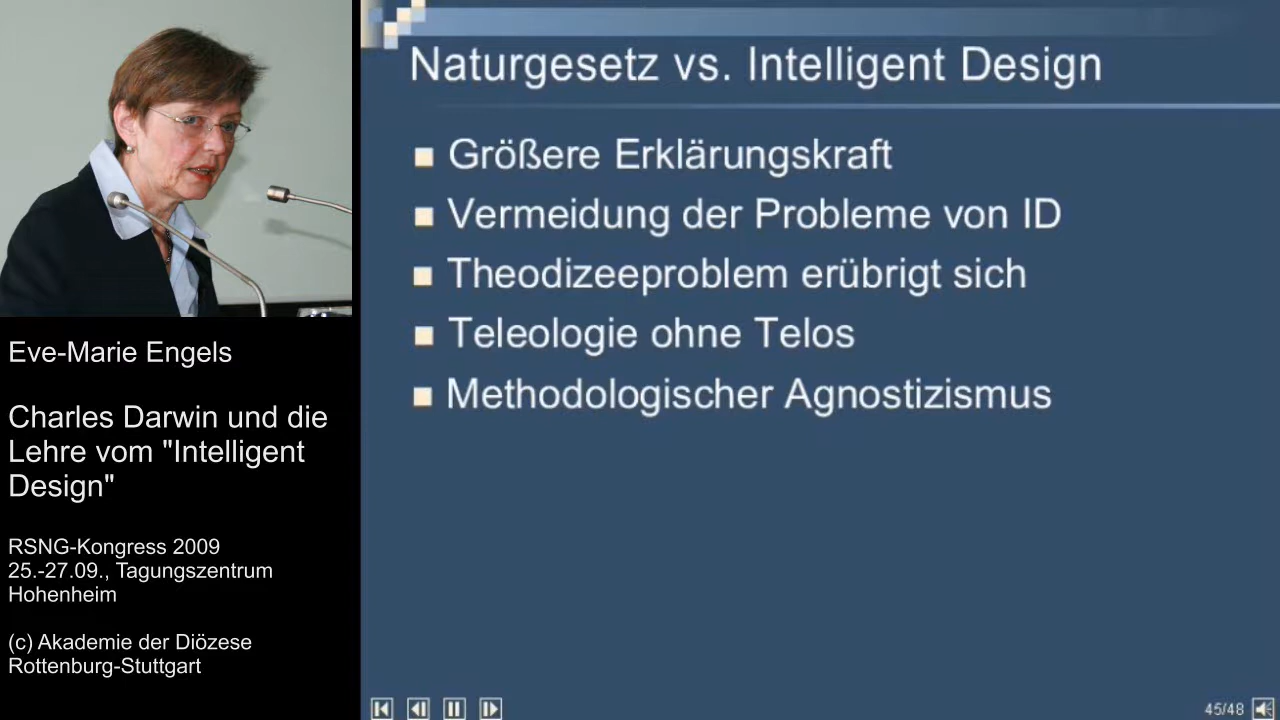 Naturgesetz vs. Intelligent Design
Größere Erklärungskraft
Vermeidung der Probleme von ID
Theodizeeproblem erübrigt sich
Teleologie ohne Telos
Methodologischer Agnostizismus
Eve-Marie Engels
Charles Darwin und die
Lehre vom "Intelligent
Design"
RSNG-Kongress 2009
25.-27.09., Tagungszentrum
Hohenheim
(c) Akademie der Diözese
Rottenburg-Stuttgart
45/48